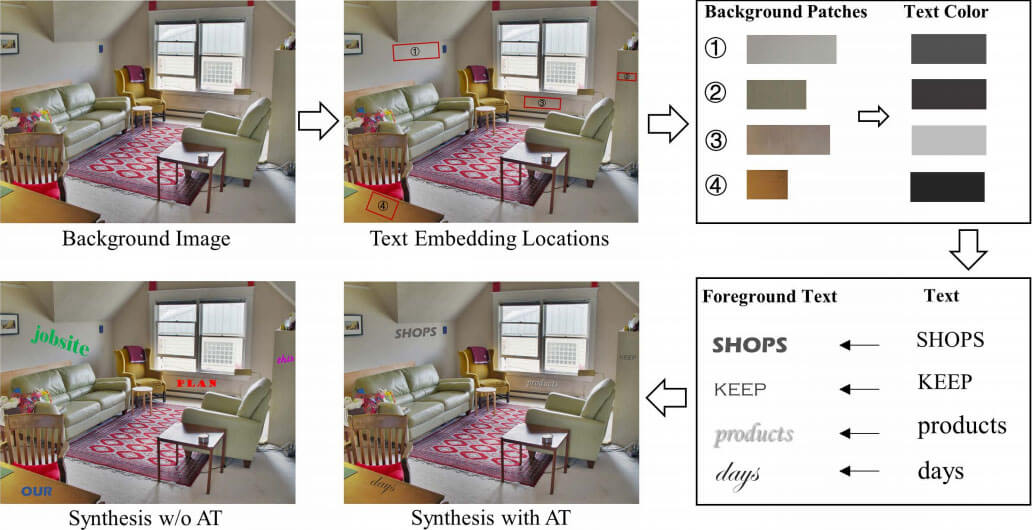 Background Patches Text Color
①
②
③
④
①
②
③
④
Background Image
Text Embedding Locations
Foreground Text Text
SHOPS SHOPS
KEEP KEEP
products products
days days
jobsite
this
PLAN
OUR
SHOPS
KEEP
products
days
Synthesis w/o AT
Synthesis with AT